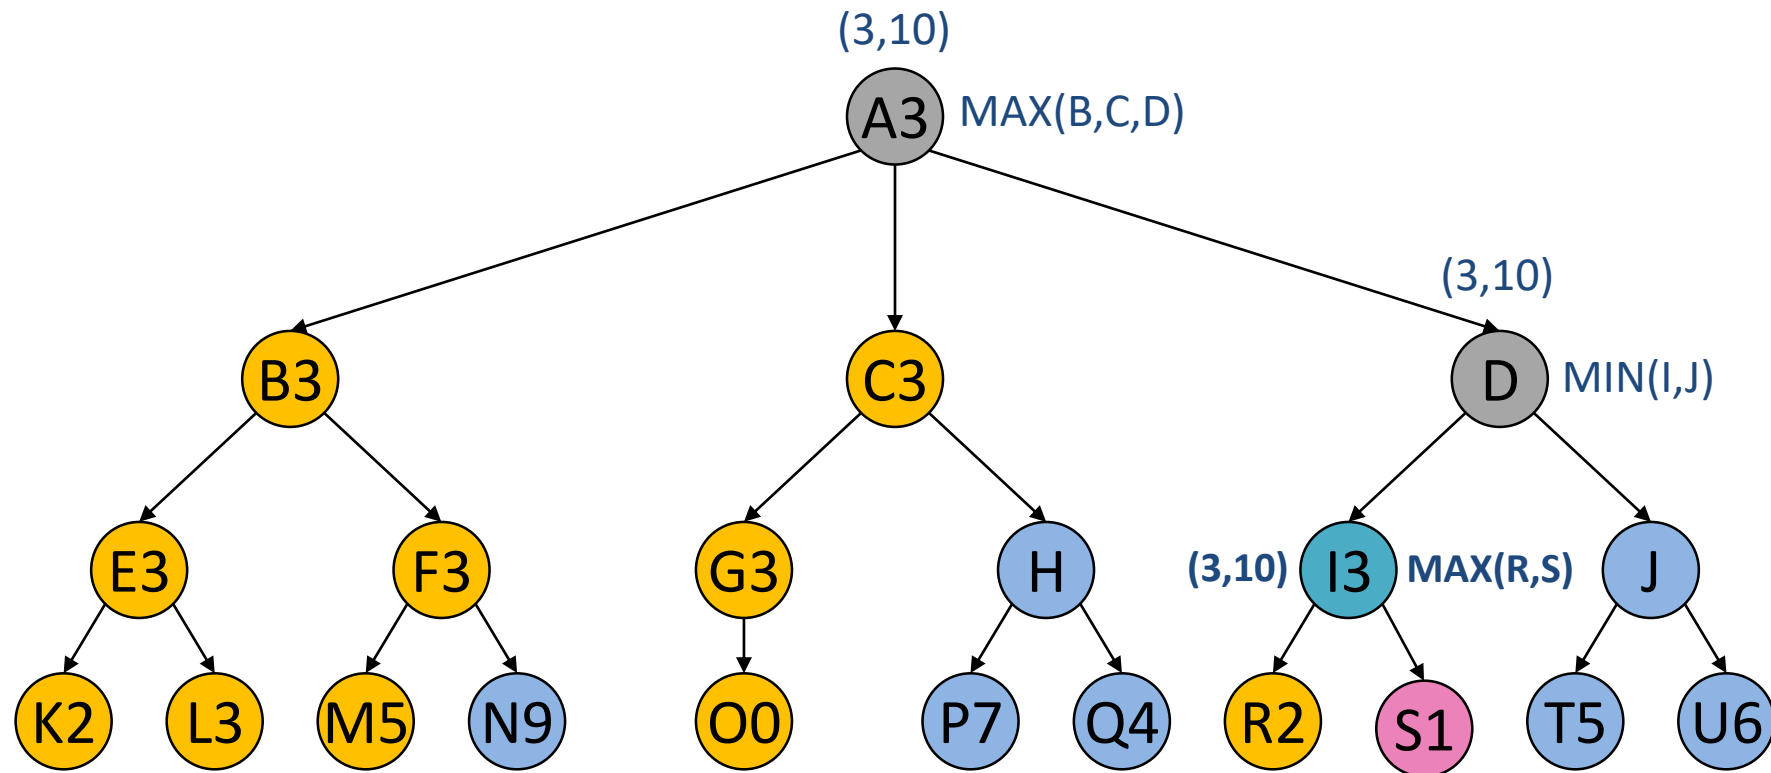 (3,10)
A3 MAX(B,C,D)
(3,10)
B3 C3 D MIN(I,J)
E3 F3 G3 H (3,10) I3 MAX(R,S) J
K2 L3 M5 N9 O0 P7 Q4 R2 S1 T5 U6